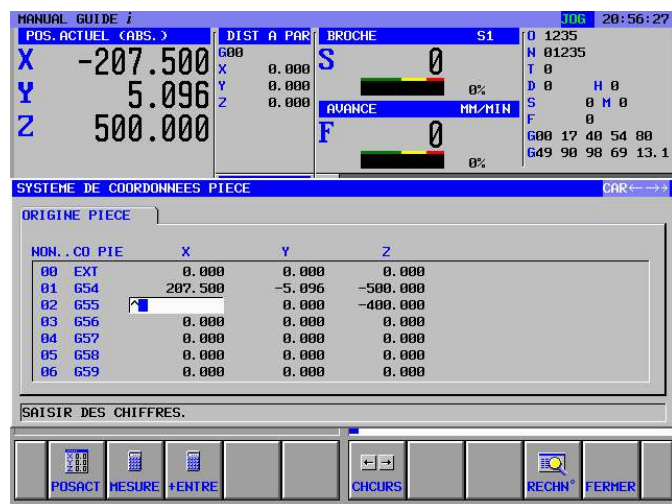 MANUAL GUIDE i JOG 20:56:27
POS.ACTUEL (ABS.) DIST A PAR BROCHE S1 O 1235
X -207.500 G00 S 0 N 01235
X 0.000 T 0
Y 5.096 Y 0.000 0% D 0 H 0
Z 0.000 AVANCE MM/MIN S 0 M 0
Z 500.000 F 0 F 0
G00 17 40 54 80
0% G49 90 98 69 13.1
SYSTEME DE COORDONNEES PIECE CAR←→→
ORIGINE PIECE
NON..CO PIE X Y Z
00 EXT 0.000 0.000 0.000
01 G54 207.500 -5.096 -500.000
02 G55 ^ 0.000 -400.000
03 G56 0.000 0.000 0.000
04 G57 0.000 0.000 0.000
05 G58 0.000 0.000 0.000
06 G59 0.000 0.000 0.000
SAISIR DES CHIFFRES.
POSACT MESURE +ENTRE CHCURS RECHN° FERMER